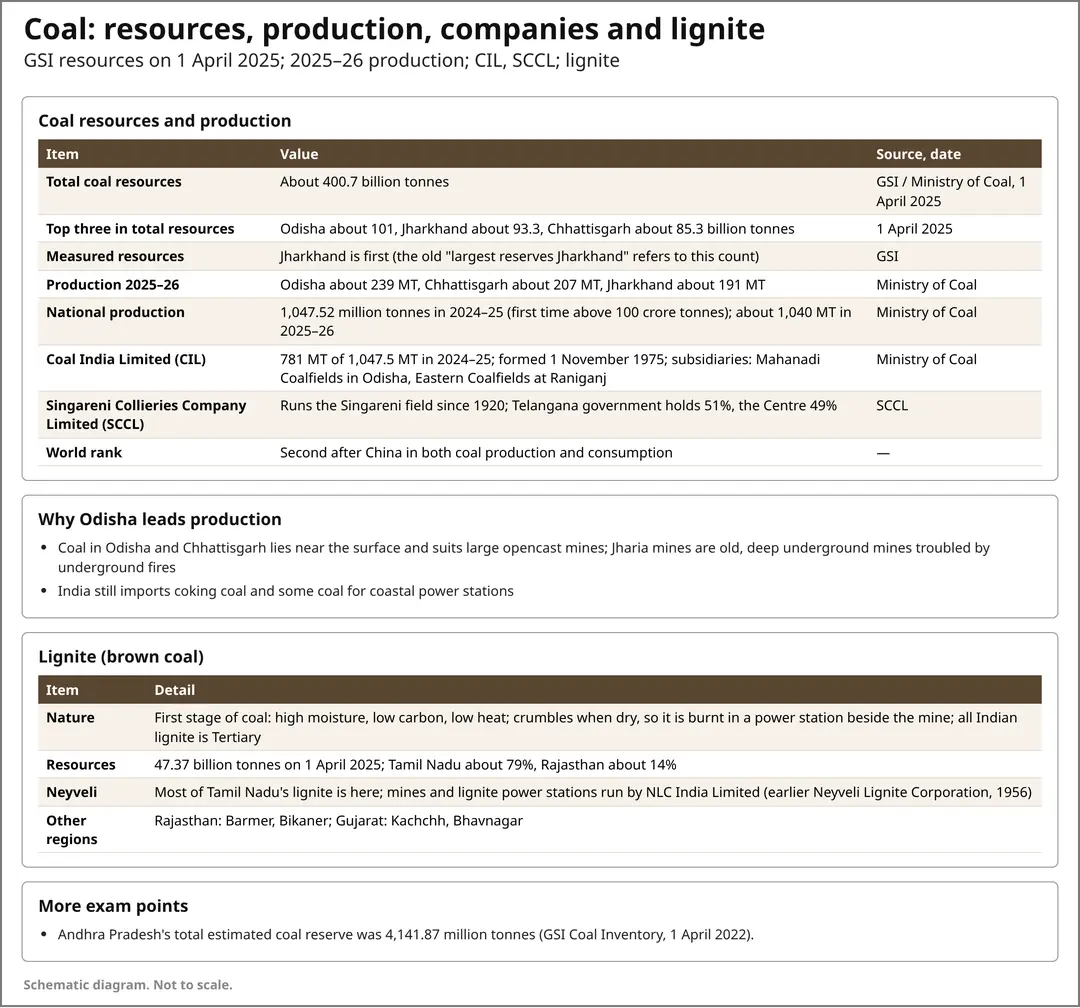 Coal: resources, production, companies and lignite
GSI resources on 1 April 2025; 2025–26 production; CIL, SCCL; lignite
Coal resources and production
Item Value Source, date
Total coal resources About 400.7 billion tonnes GSI / Ministry of Coal, 1
April 2025
Top three in total resources Odisha about 101, Jharkhand about 93.3, Chhattisgarh about 85.3 billion tonnes 1 April 2025
Measured resources Jharkhand is first (the old "largest reserves Jharkhand" refers to this count) GSI
Production 2025–26 Odisha about 239 MT, Chhattisgarh about 207 MT, Jharkhand about 191 MT Ministry of Coal
National production 1,047.52 million tonnes in 2024–25 (first time above 100 crore tonnes); about 1,040 MT in Ministry of Coal
2025–26
Coal India Limited (CIL) 781 MT of 1,047.5 MT in 2024–25; formed 1 November 1975; subsidiaries: Mahanadi Ministry of Coal
Coalfields in Odisha, Eastern Coalfields at Raniganj
Singareni Collieries Company Runs the Singareni field since 1920; Telangana government holds 51%, the Centre 49% SCCL
Limited (SCCL)
World rank Second after China in both coal production and consumption —
Why Odisha leads production
• Coal in Odisha and Chhattisgarh lies near the surface and suits large opencast mines; Jharia mines are old, deep underground mines troubled by
underground fires
• India still imports coking coal and some coal for coastal power stations
Lignite (brown coal)
Item Detail
Nature First stage of coal: high moisture, low carbon, low heat; crumbles when dry, so it is burnt in a power station beside the mine; all Indian
lignite is Tertiary
Resources 47.37 billion tonnes on 1 April 2025; Tamil Nadu about 79%, Rajasthan about 14%
Neyveli Most of Tamil Nadu's lignite is here; mines and lignite power stations run by NLC India Limited (earlier Neyveli Lignite Corporation, 1956)
Other Rajasthan: Barmer, Bikaner; Gujarat: Kachchh, Bhavnagar
regions
More exam points
• Andhra Pradesh's total estimated coal reserve was 4,141.87 million tonnes (GSI Coal Inventory, 1 April 2022).
Schematic diagram. Not to scale.